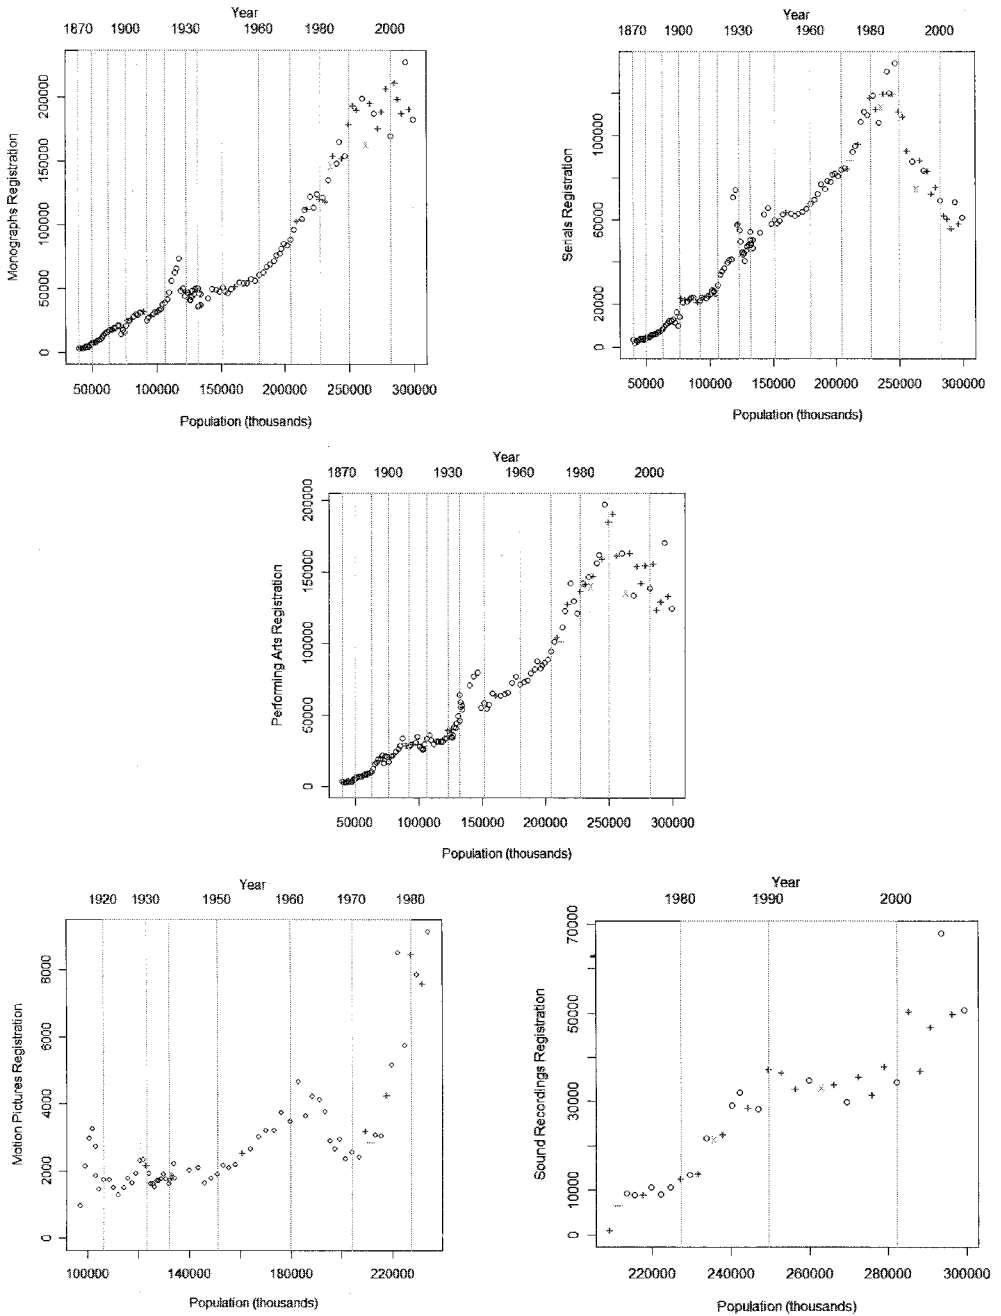 Year
1870 1900 1930 1960 1980 2000
Monographs Registration
0 50000 100000 150000 200000
50000 100000 150000 200000 250000 300000
Population (thousands)
Year
1870 1900 1930 1960 1980 2000
Serials Registration
0 20000 60000 100000
50000 100000 150000 200000 250000 300000
Population (thousands)
Year
1870 1900 1930 1960 1980 2000
Performing Arts Registration
0 50000 100000 150000 200000
50000 100000 150000 200000 250000 300000
Population (thousands)
Year
1920 1930 1940 1950 1960 1970 1980
Motion Pictures Registration
0 2000 4000 6000 8000
100000 140000 180000 220000
Population (thousands)
Year
1980 1990 2000
Sound Recordings Registration
0 10000 30000 50000 70000
220000 240000 260000 280000 300000
Population (thousands)